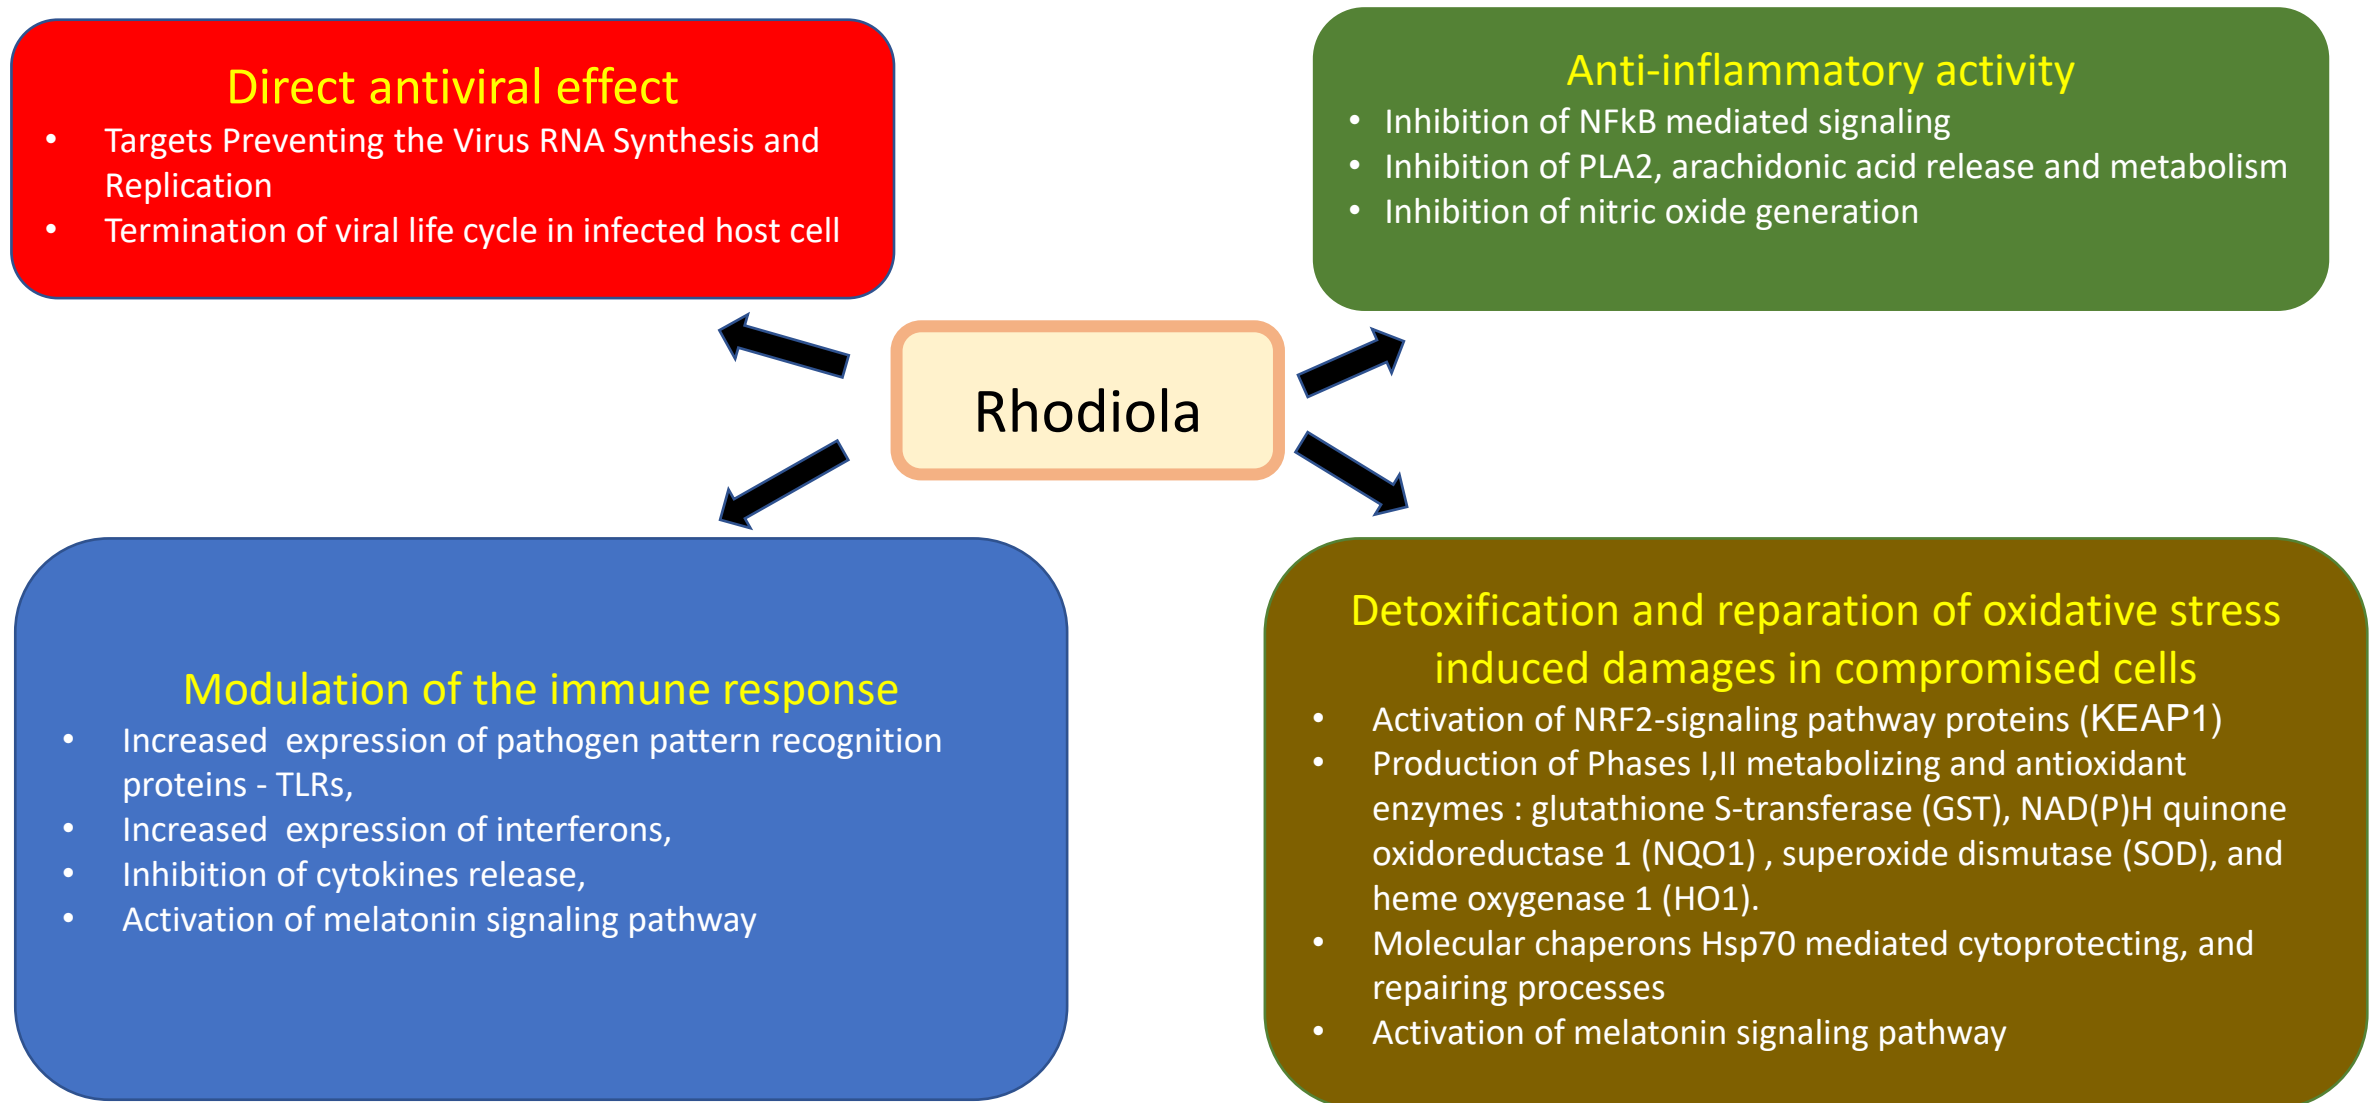 Direct antiviral effect
• Targets Preventing the Virus RNA Synthesis and
Replication
• Termination of viral life cycle in infected host cell
Anti-inflammatory activity
• Inhibition of NFkB mediated signaling
• Inhibition of PLA2, arachidonic acid release and metabolism
• Inhibition of nitric oxide generation
Rhodiola
Modulation of the immune response
• Increased  expression of pathogen pattern recognition
proteins - TLRs,
• Increased  expression of interferons,
• Inhibition of cytokines release,
• Activation of melatonin signaling pathway
Detoxification and reparation of oxidative stress
induced damages in compromised cells
• Activation of NRF2-signaling pathway proteins (KEAP1)
• Production of Phases I,II metabolizing and antioxidant
enzymes : glutathione S-transferase (GST), NAD(P)H quinone
oxidoreductase 1 (NQO1) , superoxide dismutase (SOD), and
heme oxygenase 1 (HO1).
• Molecular chaperons Hsp70 mediated cytoprotecting, and
repairing processes
• Activation of melatonin signaling pathway